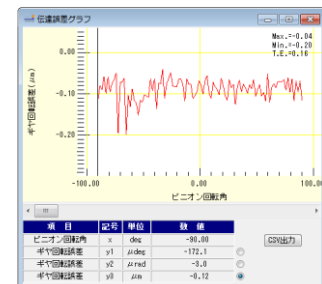 伝達誤差グラフ
Max.=-0.04
Min.=-0.20
T.E.=0.16
0.00
-0.10
-0.20
ギヤ回転誤差(μm)
-100.00
0.00
100.0
ピニオン回転角
項 目 記号 単位 数 値
ピニオン回転角 x deg -90.00
ギヤ回転誤差 y1 μdeg -172.1
ギヤ回転誤差 y2 μrad -3.0
ギヤ回転誤差 y3 μm -0.12
CSV出力